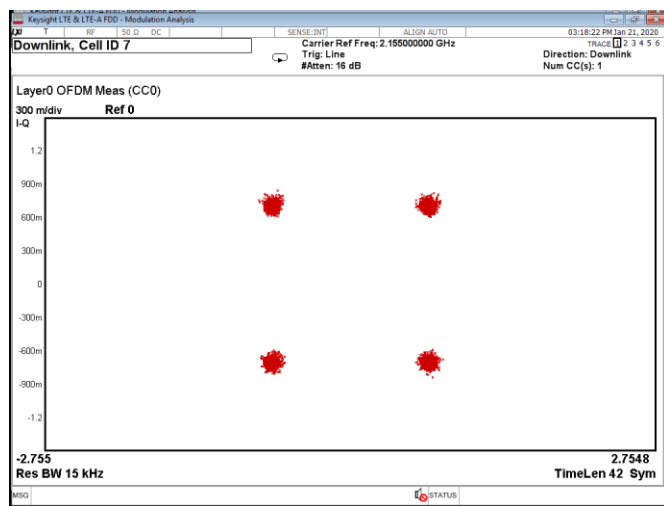 Keysight LTE & LTE-A FDD - Modulation Analysis
LXI T RF 50 Ω DC SENSE:INT ALIGN AUTO 03:18:22 PM Jan 21, 2020
Downlink, Cell ID 7
Carrier Ref Freq: 2.155000000 GHz
Trig: Line
#Atten: 16 dB
TRACE 1 2 3 4 5 6
Direction: Downlink
Num CC(s): 1
Layer0 OFDM Meas (CC0)
300 m/div Ref 0
I-Q
1.2
900m
600m
300m
0
-300m
-600m
-900m
-1.2
-2.755 2.7548
Res BW 15 kHz TimeLen 42 Sym
MSG STATUS